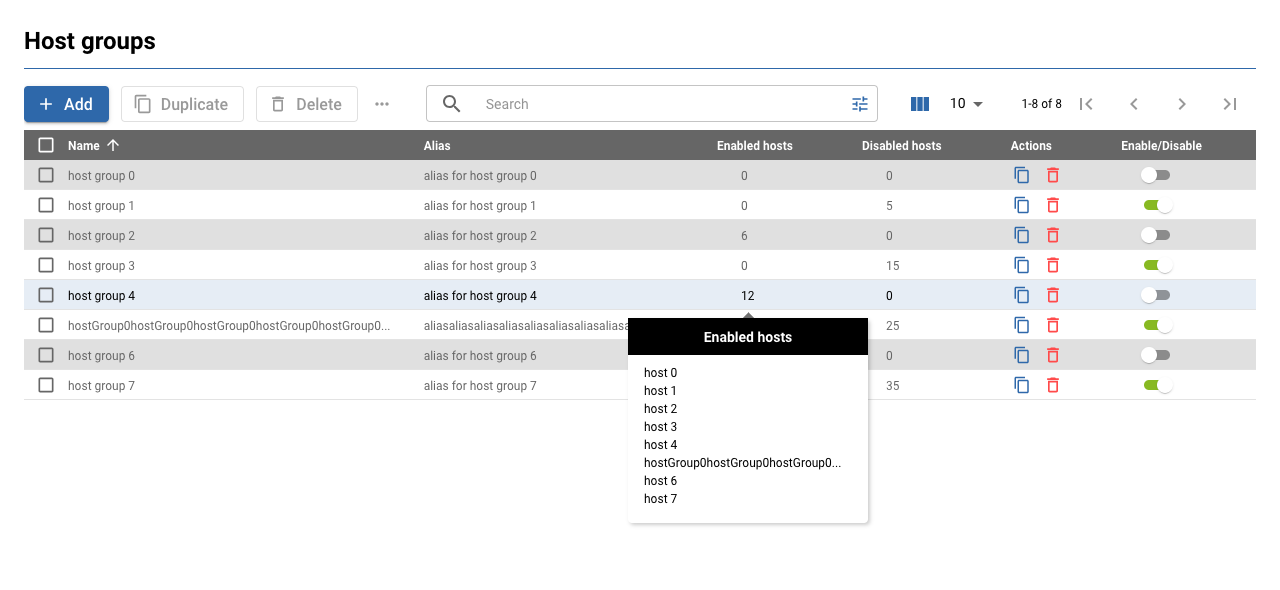 Host groups
Add Duplicate Delete ... Search 10 1-8 of 8
Name Alias Enabled hosts Disabled hosts Actions Enable/Disable
host group 0 alias for host group 0 0 0
host group 1 alias for host group 1 0 5
host group 2 alias for host group 2 6 0
host group 3 alias for host group 3 0 15
host group 4 alias for host group 4 12 0
hostGroup0hostGroup0hostGroup0hostGroup0hostGroup0... aliasaliasaliasaliasaliasaliasaliasaliasa 25
host group 6 alias for host group 6 0
host group 7 alias for host group 7 35
Enabled hosts
host 0
host 1
host 2
host 3
host 4
hostGroup0hostGroup0hostGroup0...
host 6
host 7